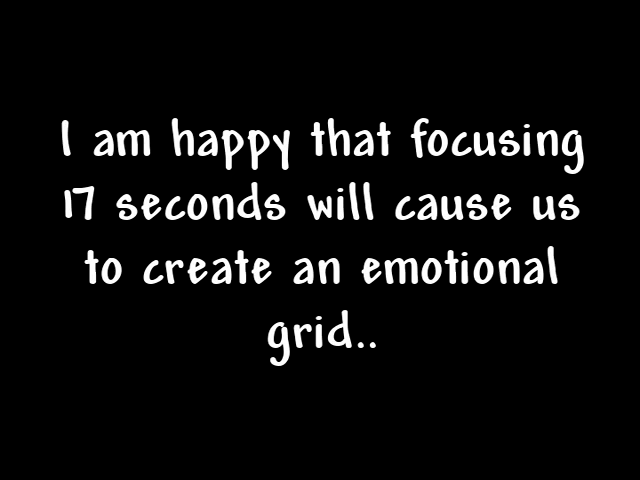 I am happy that focusing
17 seconds will cause us
to create an emotional
grid..